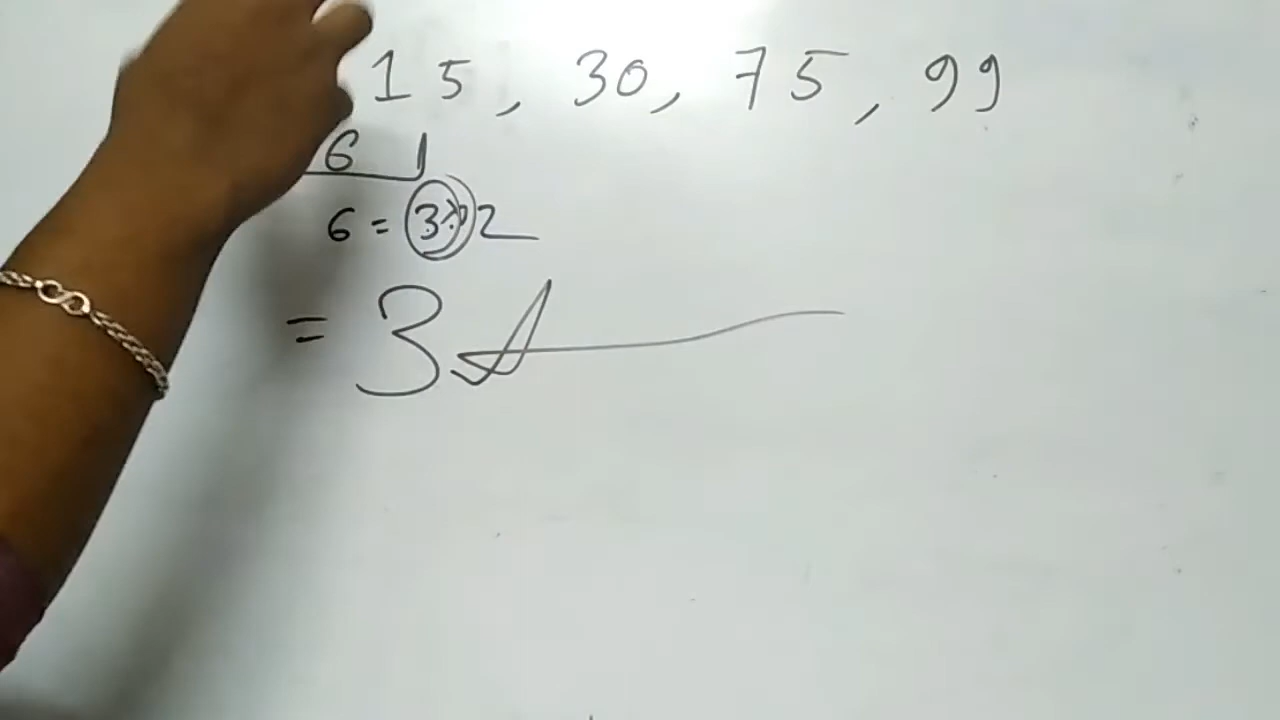 15, 30, 75, 99
6
6 = 3×2
= 3